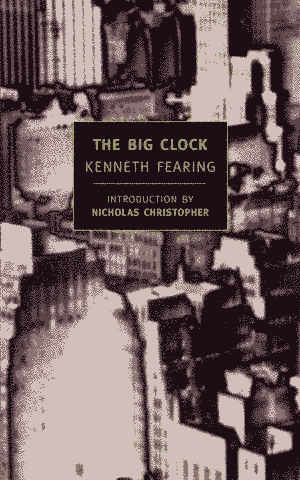 THE BIG CLOCK
KENNETH FEARING
INTRODUCTION BY
NICHOLAS CHRISTOPHER